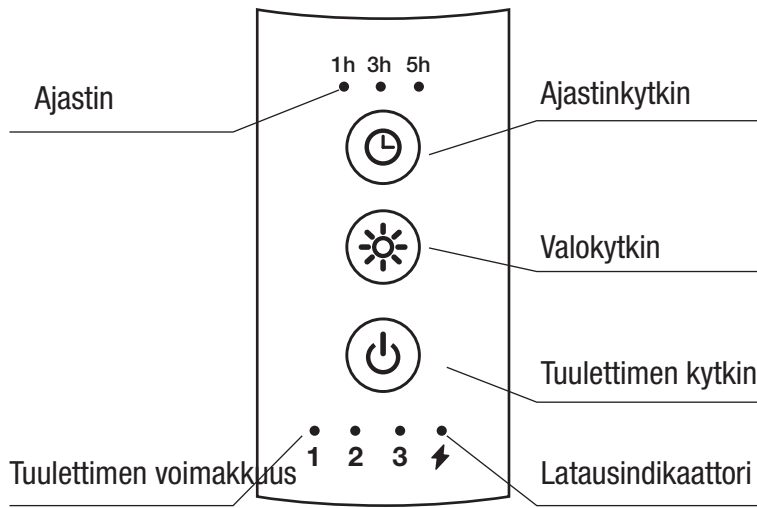 1h 3h 5h
Ajastin
Ajastinkytkin
Valokytkin
Tuulettimen kytkin
1 2 3
Tuulettimen voimakkuus
Latausindikaattori